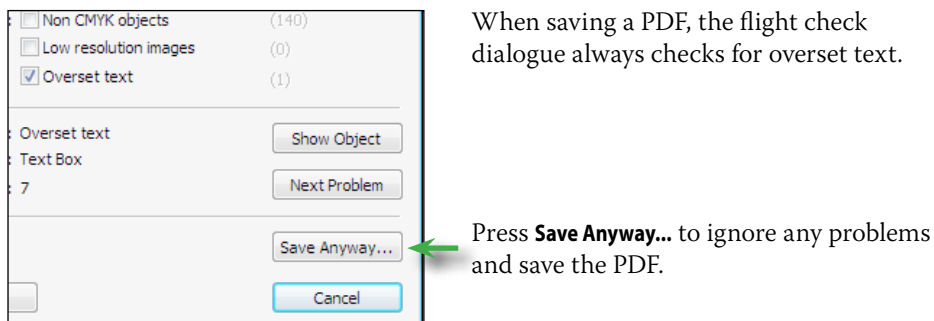 : Non CMYK objects (140)
Low resolution images (0)
Overset text (1)
: Overset text
Show Object
: Text Box
: 7
Next Problem
Save Anyway...
Cancel
When saving a PDF, the flight check
dialogue always checks for overset text.
Press Save Anyway... to ignore any problems
and save the PDF.